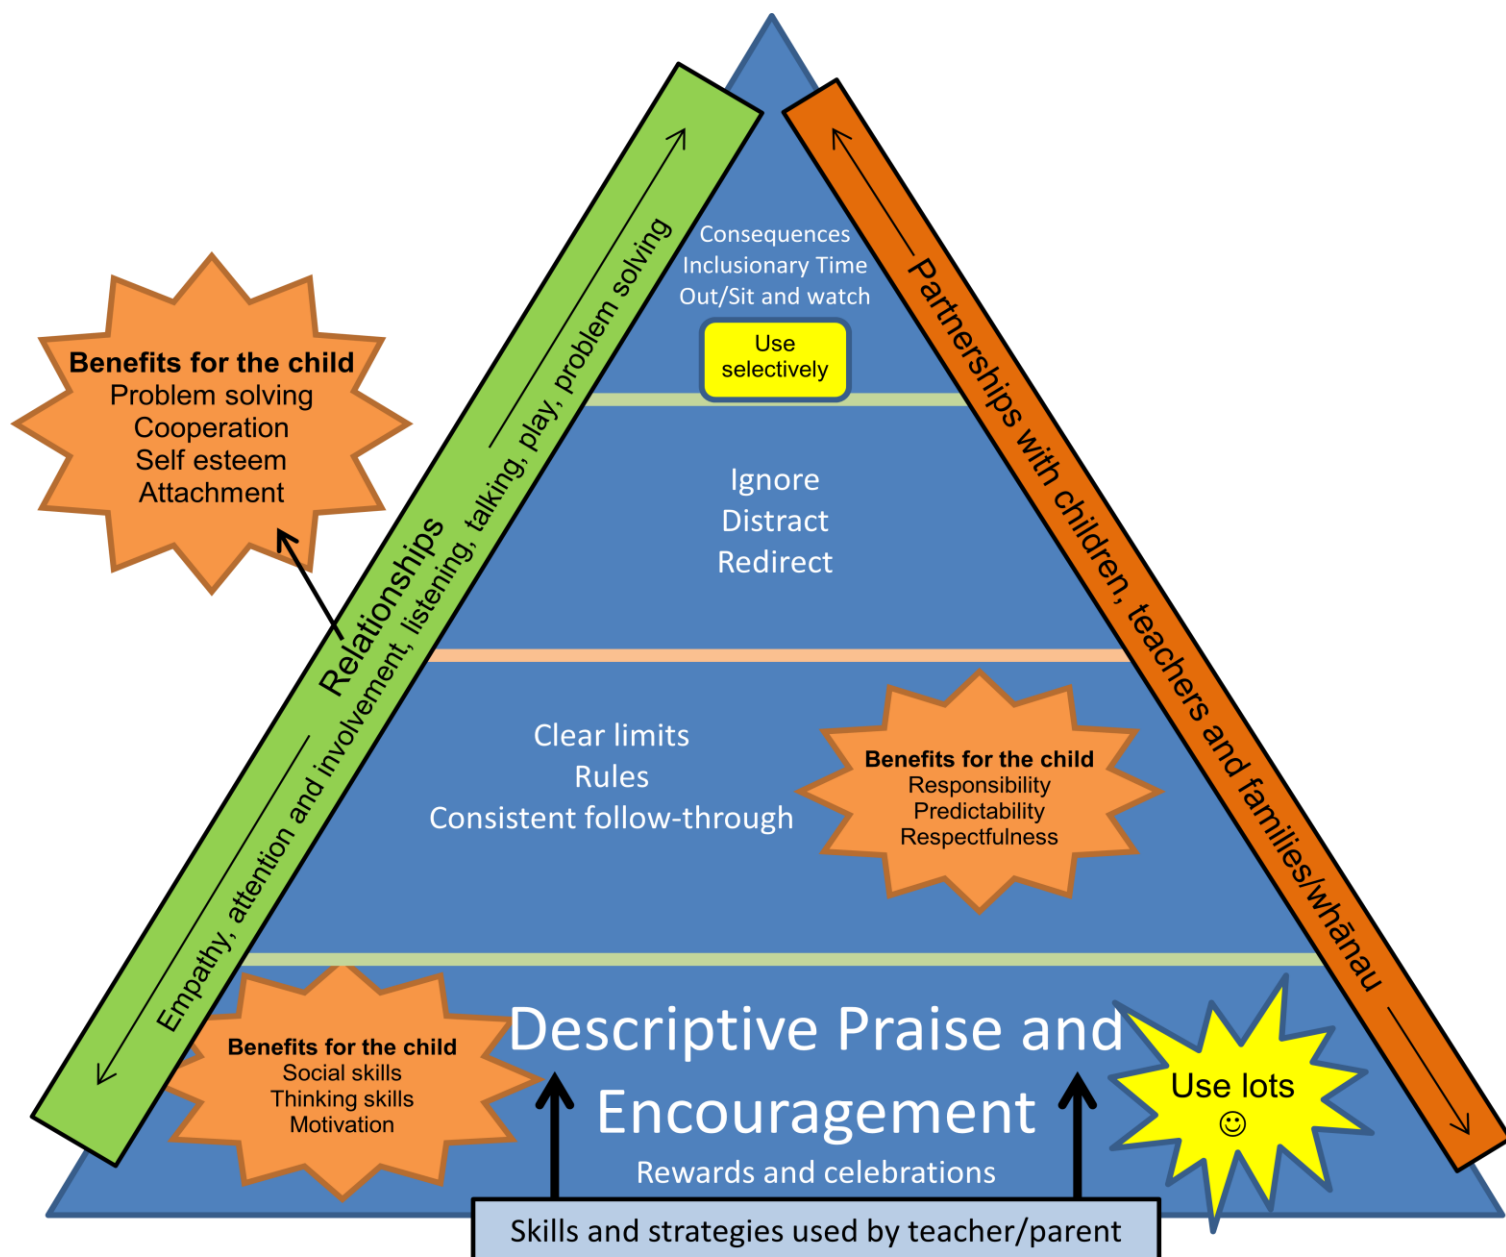 Consequences
Inclusionary Time
Out/Sit and watch
Use
selectively
Benefits for the child
Problem solving
Cooperation
Self esteem
Attachment
Relationships
Empathy, attention and involvement, listening, talking, play, problem solving
Partnerships with children, teachers and families/whānau
Ignore
Distract
Redirect
Clear limits
Rules
Consistent follow-through
Benefits for the child
Responsibility
Predictability
Respectfulness
Descriptive Praise and
Encouragement
Rewards and celebrations
Benefits for the child
Social skills
Thinking skills
Motivation
Use lots
☺
Skills and strategies used by teacher/parent